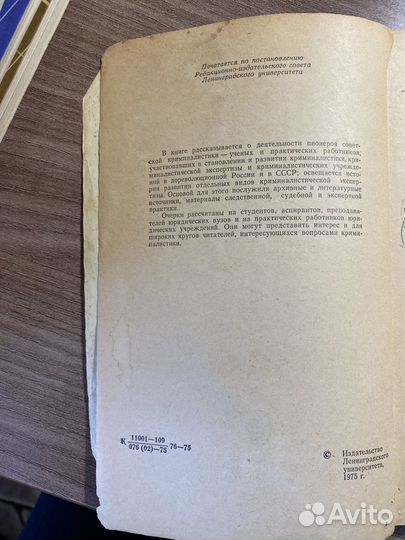 Печатается по постановлению
Редакционно-издательского совета
Ленинградского университета
В книге рассказывается о деятельности пионеров совет-
ской криминалистики — ученых и практических работников,
участвовавших в становлении и развитии криминалистики, кри-
миналистической экспертизы и криминалистических учрежде-
ний в дореволюционной России и в СССР; освещается исто-
рия развития отдельных видов криминалистической экспер-
тизы. Основой для этого послужили архивные и литературные
источники, материалы следственной, судебной и экспертной
практики.
Очерки рассчитаны на студентов, аспирантов, преподава-
телей юридических вузов и на практических работников юри-
дических учреждений. Они могут представить интерес и для
широких кругов читателей, интересующихся вопросами крими-
налистики.
К 11001—109
076 (02)—75 76—75
© Издательство
Ленинградского
университета,
1975 г.
Avito